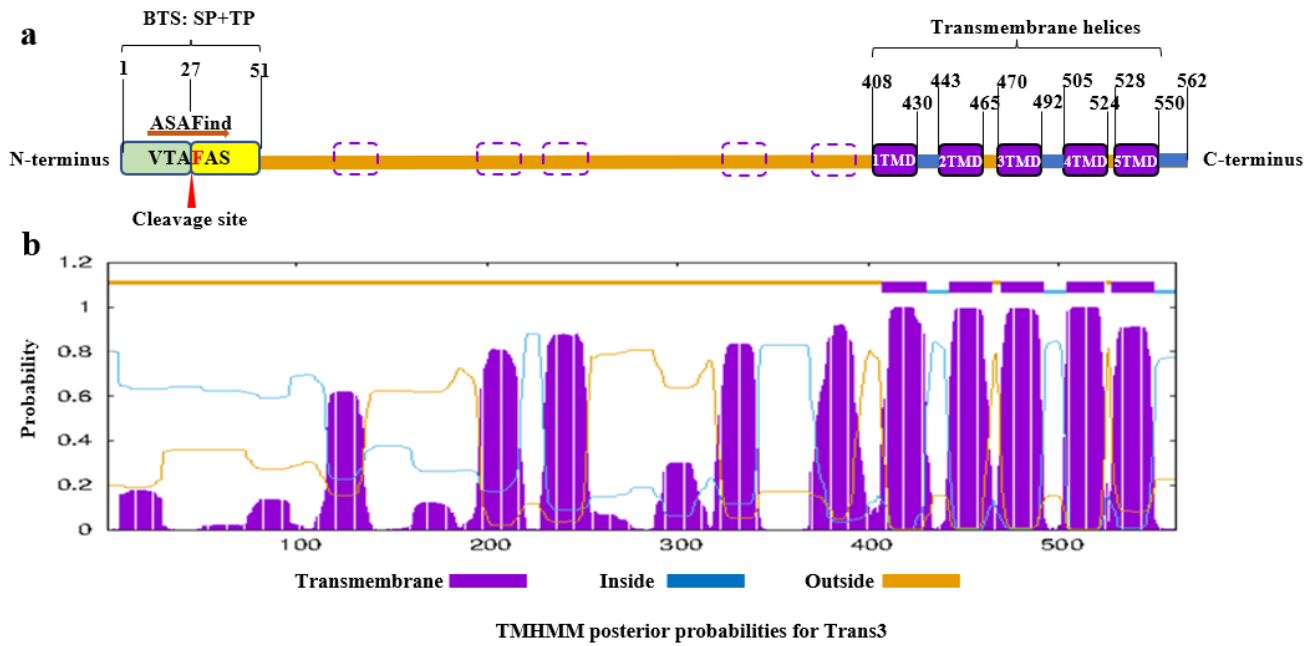 a
BTS: SP+TP
Transmembrane helices
1 27 51
408 443 470 505 528 562
430 465 492 524 550
ASAFind
N-terminus VTAFAS 1TMD 2TMD 3TMD 4TMD 5TMD C-terminus
Cleavage site
b
1.2
1
0.8
0.6
0.4
0.2
0
Probability
100 200 300 400 500
Transmembrane Inside Outside
TMHMM posterior probabilities for Trans3